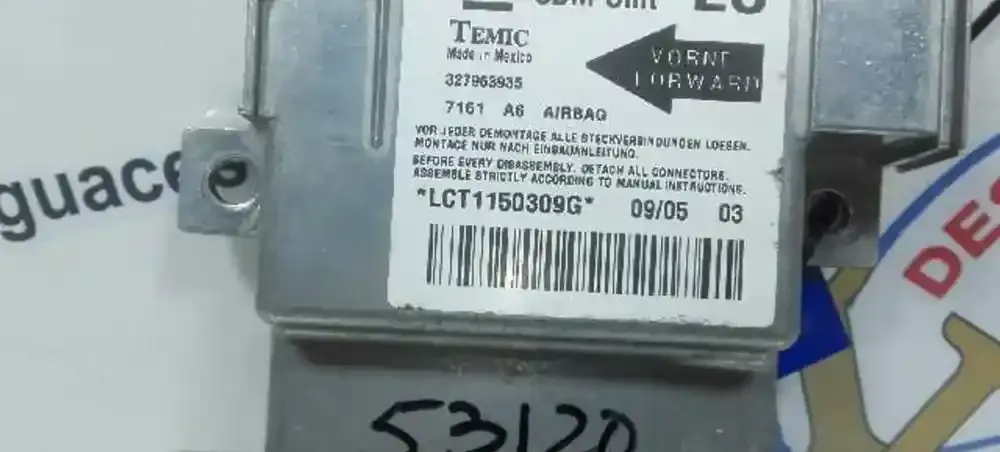 TEMIC
Made in Mexico
327963935
7161 A6 AIRBAG
VORNE
FORWARD
VOR JEDER DEMONTAGE ALLE STECKVERBINDUNGEN LOESEN.
MONTAGE NUR NACH EINBAUANLEITUNG.
BEFORE EVERY DISASSEMBLY, DETACH ALL CONNECTORS.
ASSEMBLE STRICTLY ACCORDING TO MANUAL INSTRUCTIONS.
*LCT1150309G* 09/05 03
53120
guace
DES